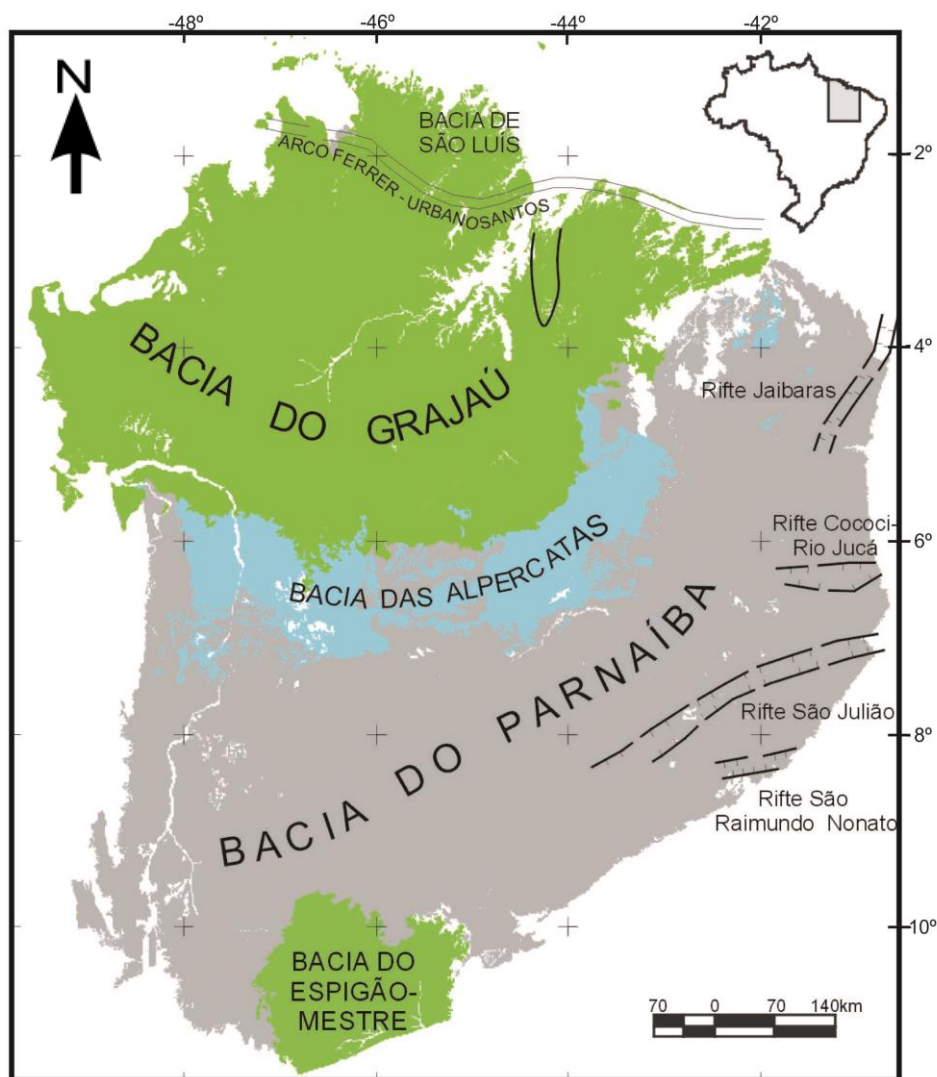 -48º
-46º
-44º
-42º
N
BACIA DE
SÃO LUÍS
ARCO FERRER - URBANOSANTOS
2º
BACIA DO GRAJAÚ
4º
Rifte Jaibaras
Rifte Cococi-
Rio Jucá
6º
BACIA DAS ALPERCATAS
BACIA DO PARNAÍBA
Rifte São Julião
8º
Rifte São
Raimundo Nonato
10º
BACIA DO
ESPIGÃO-
MESTRE
70 0 70 140km